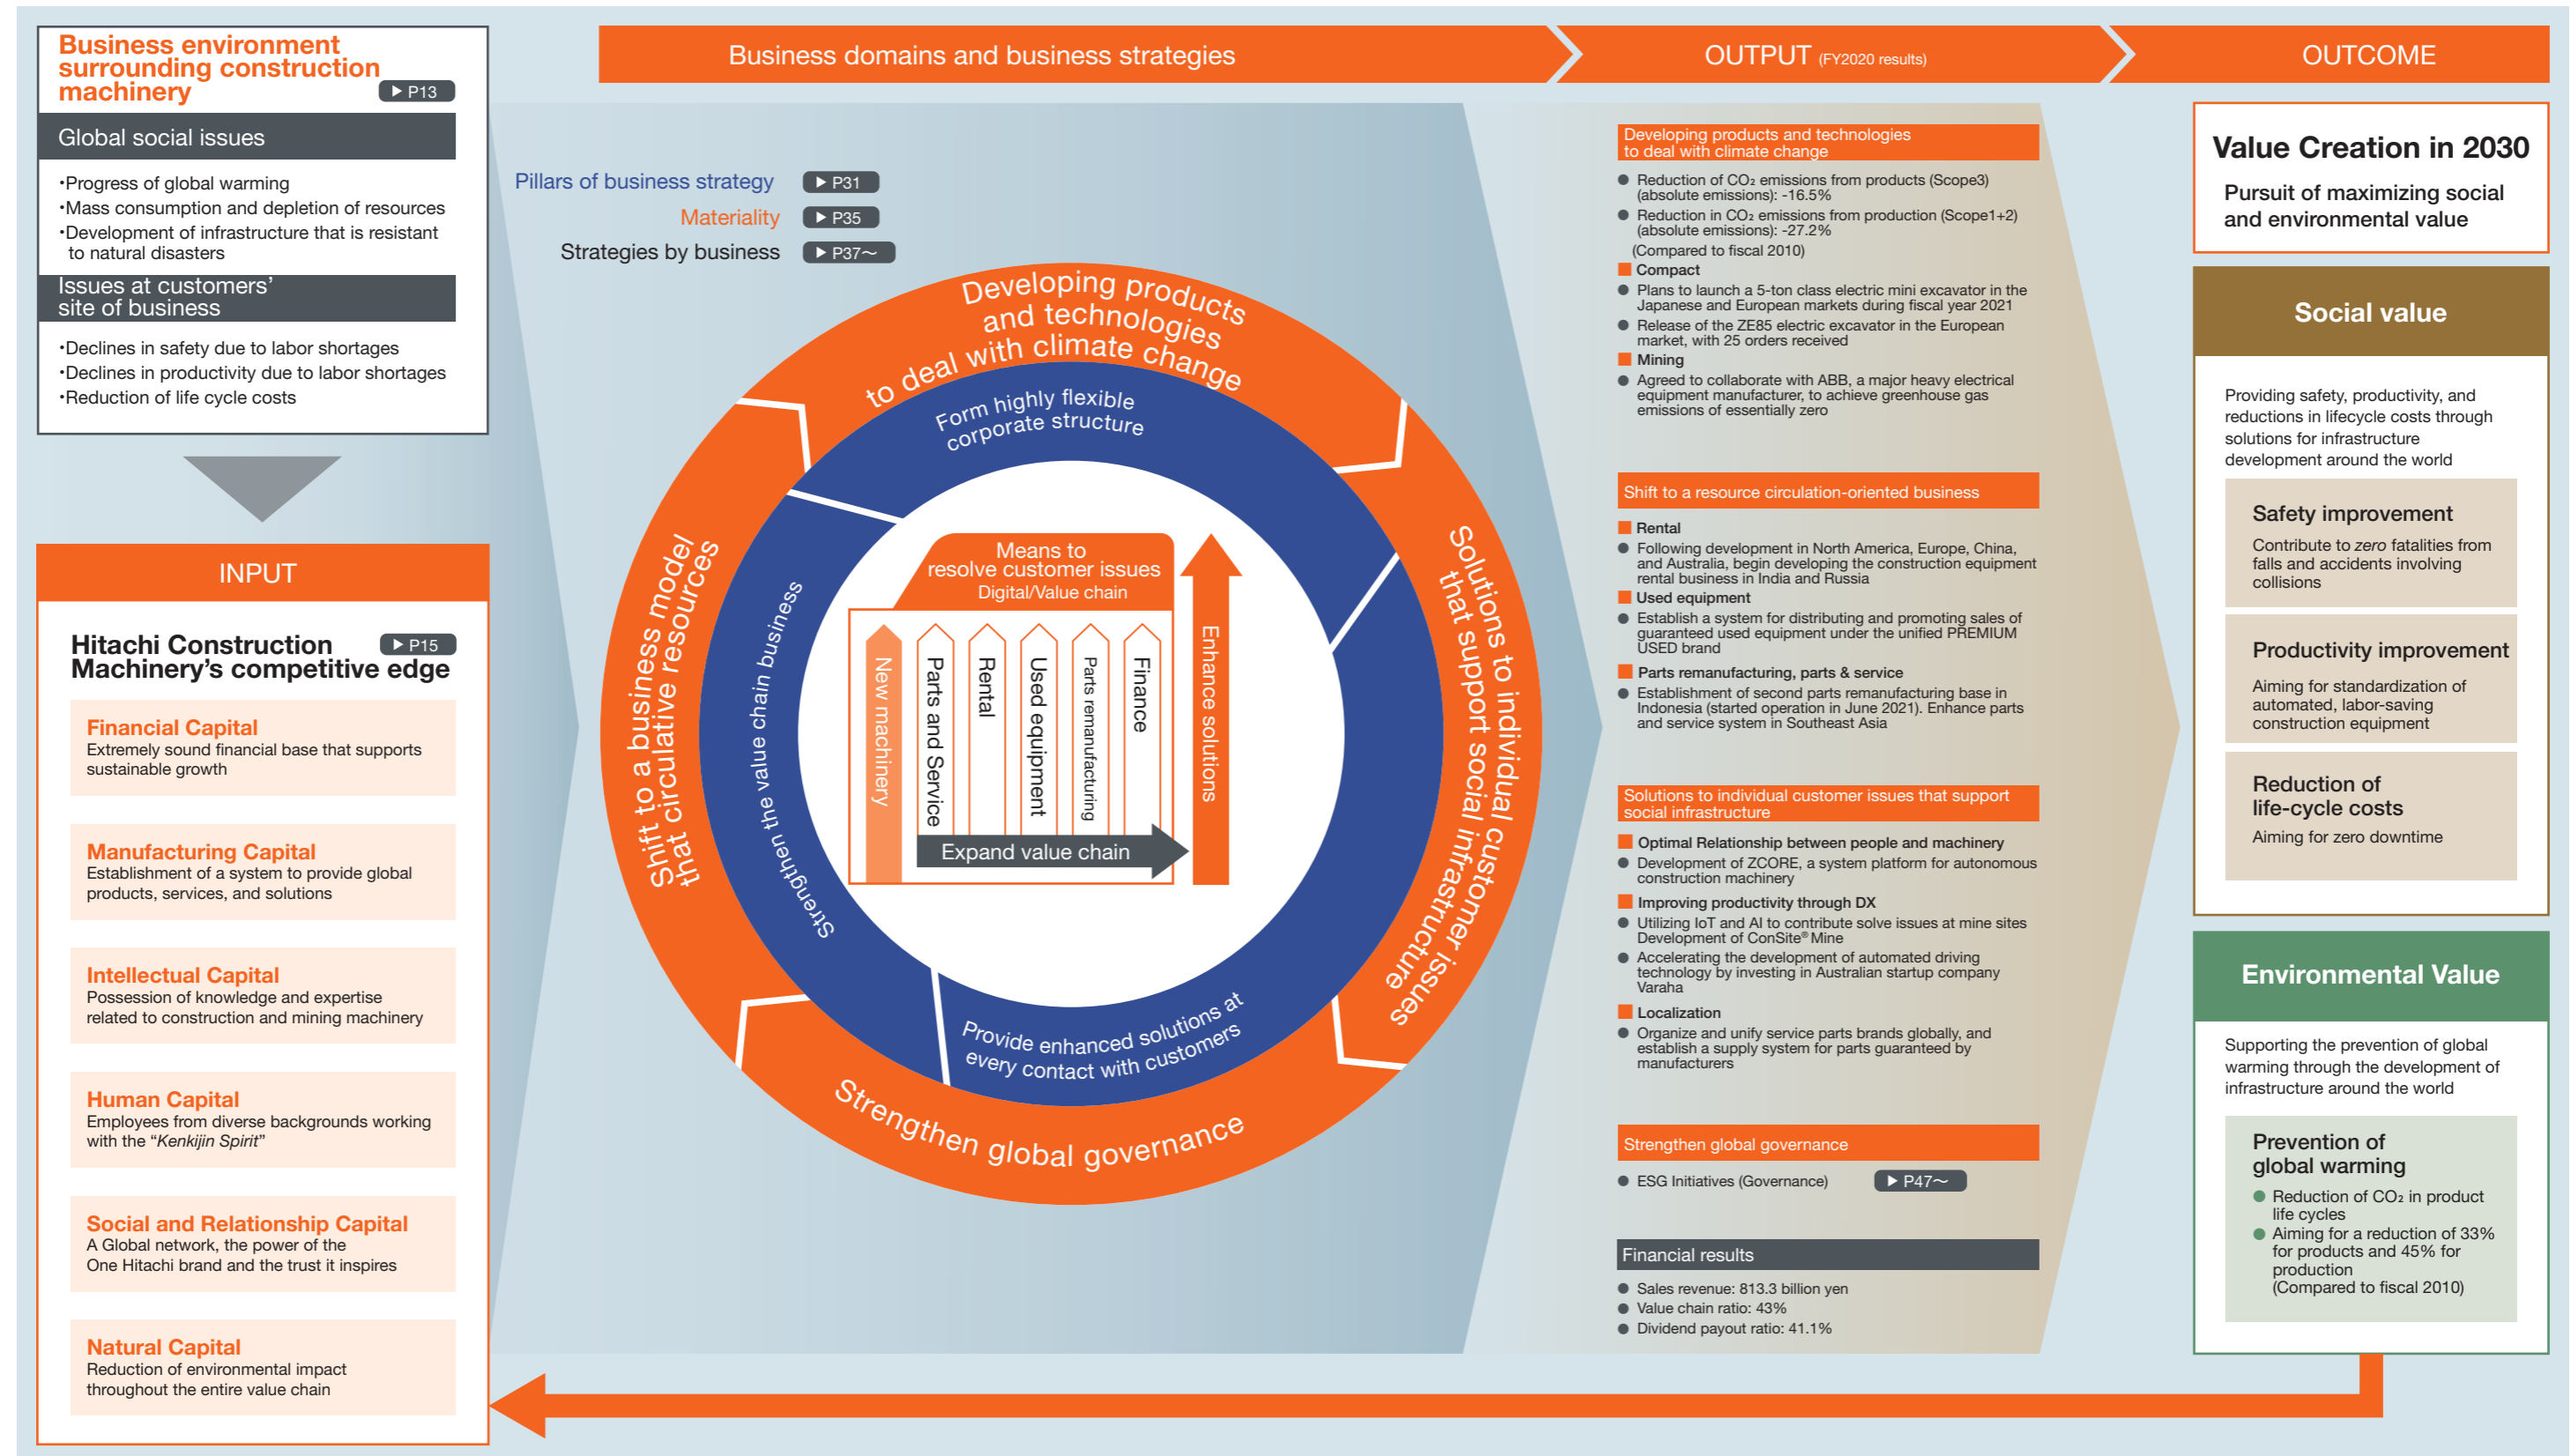 Business environment
surrounding construction
machinery
▶ P13
Global social issues
•Progress of global warming
•Mass consumption and depletion of resources
•Development of infrastructure that is resistant
to natural disasters
Issues at customers'
site of business
•Declines in safety due to labor shortages
•Declines in productivity due to labor shortages
•Reduction of life cycle costs
INPUT
Hitachi Construction
Machinery's competitive edge
▶ P15
Financial Capital
Extremely sound financial base that supports
sustainable growth
Manufacturing Capital
Establishment of a system to provide global
products, services, and solutions
Intellectual Capital
Possession of knowledge and expertise
related to construction and mining machinery
Human Capital
Employees from diverse backgrounds working
with the "Kenkijin Spirit"
Social and Relationship Capital
A Global network, the power of the
One Hitachi brand and the trust it inspires
Natural Capital
Reduction of environmental impact
throughout the entire value chain
Business domains and business strategies
Pillars of business strategy ▶ P31
Materiality ▶ P35
Strategies by business ▶ P37～
Developing products
and technologies
to deal with climate change
Solutions to individual customer issues
that support social infrastructure
Strengthen global governance
Shift to a business model
that circulative resources
Form highly flexible
corporate structure
Strengthen the value chain business
Provide enhanced solutions at
every contact with customers
Means to
resolve customer issues
Digital/Value chain
New machinery
Parts and Service
Rental
Used equipment
Parts remanufacturing
Finance
Enhance solutions
Expand value chain
OUTPUT (FY2020 results)
Developing products and technologies
to deal with climate change
● Reduction of CO₂ emissions from products (Scope3)
(absolute emissions): -16.5%
● Reduction in CO₂ emissions from production (Scope1+2)
(absolute emissions): -27.2%
(Compared to fiscal 2010)
■ Compact
● Plans to launch a 5-ton class electric mini excavator in the
Japanese and European markets during fiscal year 2021
● Release of the ZE85 electric excavator in the European
market, with 25 orders received
■ Mining
● Agreed to collaborate with ABB, a major heavy electrical
equipment manufacturer, to achieve greenhouse gas
emissions of essentially zero
Shift to a resource circulation-oriented business
■ Rental
● Following development in North America, Europe, China,
and Australia, begin developing the construction equipment
rental business in India and Russia
■ Used equipment
● Establish a system for distributing and promoting sales of
guaranteed used equipment under the unified PREMIUM
USED brand
■ Parts remanufacturing, parts & service
● Establishment of second parts remanufacturing base in
Indonesia (started operation in June 2021). Enhance parts
and service system in Southeast Asia
Solutions to individual customer issues that support
social infrastructure
■ Optimal Relationship between people and machinery
● Development of ZCORE, a system platform for autonomous
construction machinery
■ Improving productivity through DX
● Utilizing IoT and AI to contribute solve issues at mine sites
Development of ConSite® Mine
● Accelerating the development of automated driving
technology by investing in Australian startup company
Varaha
■ Localization
● Organize and unify service parts brands globally, and
establish a supply system for parts guaranteed by
manufacturers
Strengthen global governance
● ESG Initiatives (Governance) ▶ P47～
Financial results
● Sales revenue: 813.3 billion yen
● Value chain ratio: 43%
● Dividend payout ratio: 41.1%
OUTCOME
Value Creation in 2030
Pursuit of maximizing social
and environmental value
Social value
Providing safety, productivity, and
reductions in lifecycle costs through
solutions for infrastructure
development around the world
Safety improvement
Contribute to zero fatalities from
falls and accidents involving
collisions
Productivity improvement
Aiming for standardization of
automated, labor-saving
construction equipment
Reduction of
life-cycle costs
Aiming for zero downtime
Environmental Value
Supporting the prevention of global
warming through the development of
infrastructure around the world
Prevention of
global warming
● Reduction of CO₂ in product
life cycles
● Aiming for a reduction of 33%
for products and 45% for
production
(Compared to fiscal 2010)